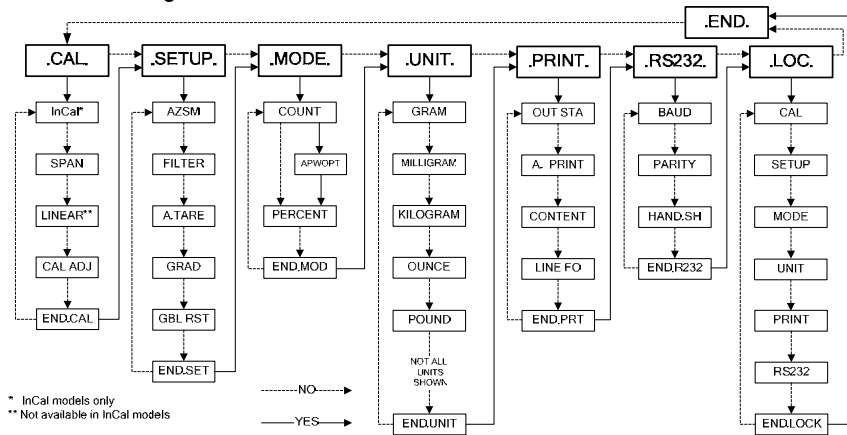 .END.
.CAL.
.SETUP.
.MODE.
.UNIT.
.PRINT.
.RS232.
.LOC.
InCal*
SPAN
LINEAR**
CAL ADJ
END.CAL
AZSM
FILTER
A.TARE
GRAD
GBL RST
END.SET
COUNT
APWOPT
PERCENT
END.MOD
GRAM
MILLIGRAM
KILOGRAM
OUNCE
POUND
NOT ALL
UNITS
SHOWN
END.UNIT
OUT STA
A. PRINT
CONTENT
LINE FO
END.PRT
BAUD
PARITY
HAND.SH
END.R232
CAL
SETUP
MODE
UNIT
PRINT
RS232
END.LOCK
NO
YES
* InCal models only
** Not available in InCal models